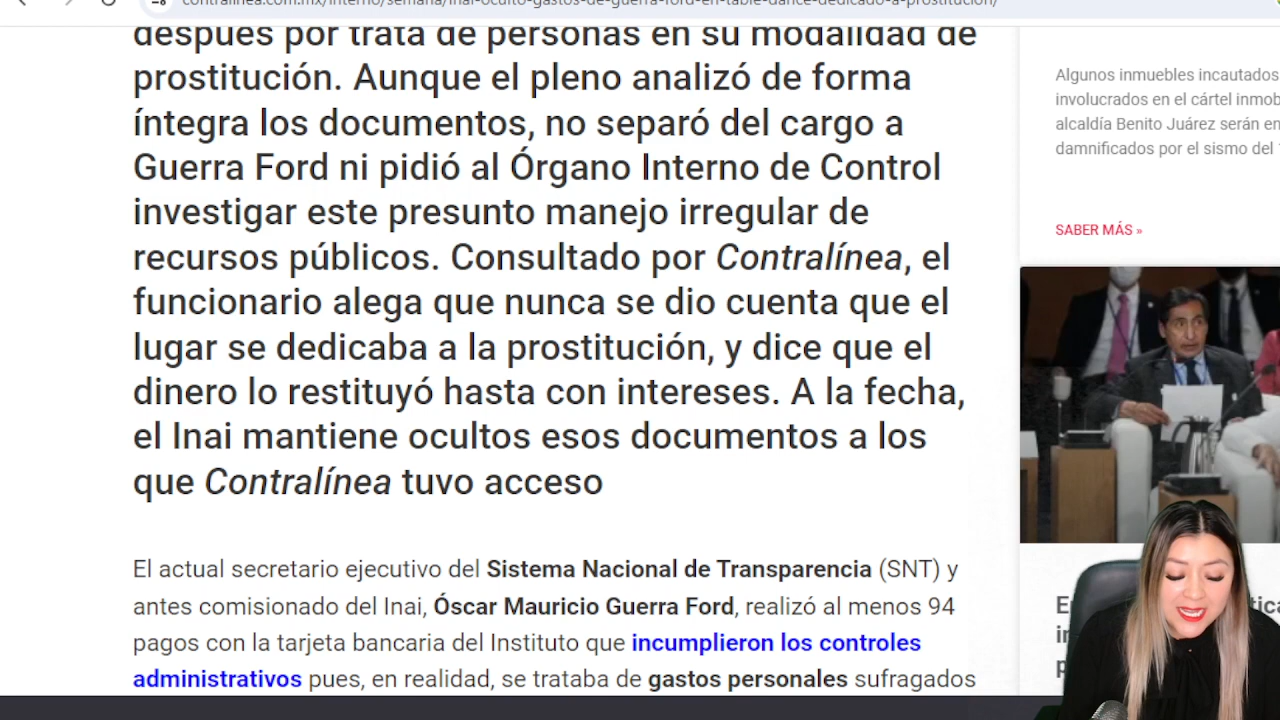 contralinea.com.mx/interno/semana/inai-oculto-gastos-de-guerra-ford-en-table-dance-dedicado-a-prostitucion/
después por trata de personas en su modalidad de
prostitución. Aunque el pleno analizó de forma
íntegra los documentos, no separó del cargo a
Guerra Ford ni pidió al Órgano Interno de Control
investigar este presunto manejo irregular de
recursos públicos. Consultado por Contralínea, el
funcionario alega que nunca se dio cuenta que el
lugar se dedicaba a la prostitución, y dice que el
dinero lo restituyó hasta con intereses. A la fecha,
el Inai mantiene ocultos esos documentos a los
que Contralínea tuvo acceso
El actual secretario ejecutivo del Sistema Nacional de Transparencia (SNT) y
antes comisionado del Inai, Óscar Mauricio Guerra Ford, realizó al menos 94
pagos con la tarjeta bancaria del Instituto que incumplieron los controles
administrativos pues, en realidad, se trataba de gastos personales sufragados
Algunos inmuebles incautados
involucrados en el cártel inmob
alcaldía Benito Juárez serán en
damnificados por el sismo del
SABER MÁS »